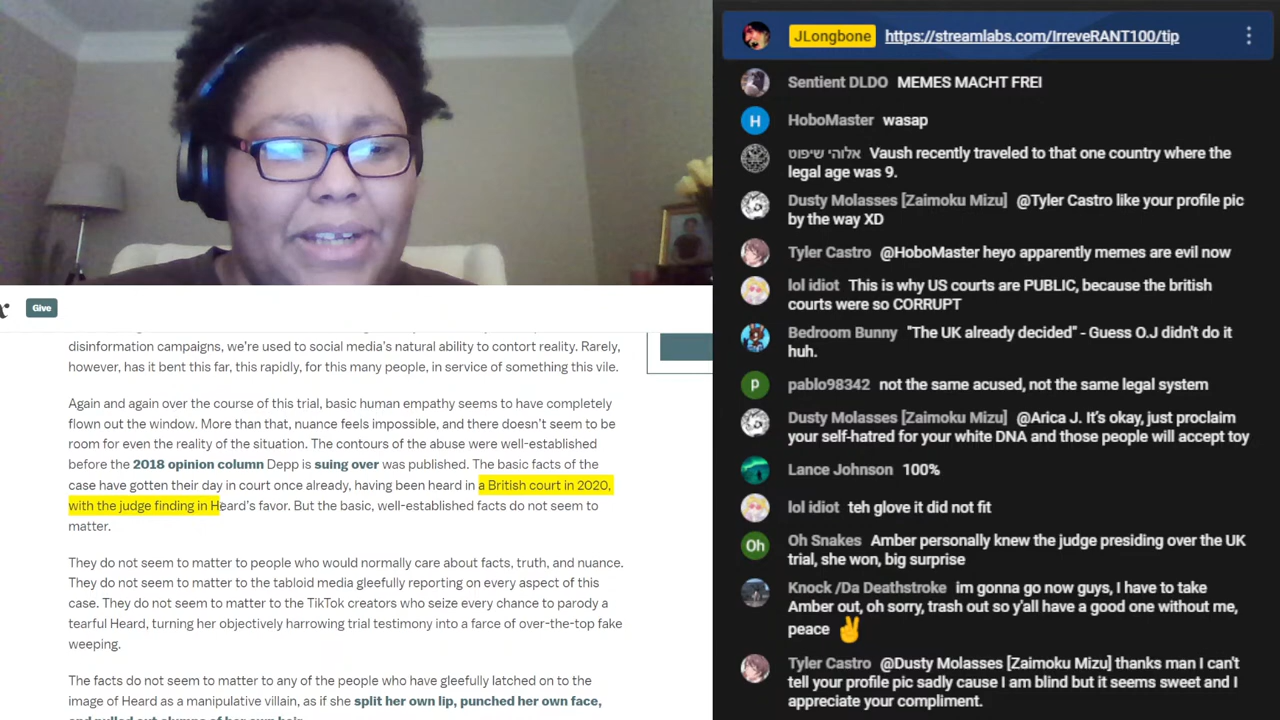 Give
disinformation campaigns, we're used to social media's natural ability to contort reality. Rarely,
however, has it bent this far, this rapidly, for this many people, in service of something this vile.
Again and again over the course of this trial, basic human empathy seems to have completely
flown out the window. More than that, nuance feels impossible, and there doesn't seem to be
room for even the reality of the situation. The contours of the abuse were well-established
before the 2018 opinion column Depp is suing over was published. The basic facts of the
case have gotten their day in court once already, having been heard in a British court in 2020,
with the judge finding in Heard's favor. But the basic, well-established facts do not seem to
matter.
They do not seem to matter to people who would normally care about facts, truth, and nuance.
They do not seem to matter to the tabloid media gleefully reporting on every aspect of this
case. They do not seem to matter to the TikTok creators who seize every chance to parody a
tearful Heard, turning her objectively harrowing trial testimony into a farce of over-the-top fake
weeping.
The facts do not seem to matter to any of the people who have gleefully latched on to the
image of Heard as a manipulative villain, as if she split her own lip, punched her own face,
JLongbone https://streamlabs.com/IrreveRANT100/tip
Sentient DLDO MEMES MACHT FREI
H HoboMaster wasap
אלוהי שיפוט Vaush recently traveled to that one country where the
legal age was 9.
Dusty Molasses [Zaimoku Mizu] @Tyler Castro like your profile pic
by the way XD
Tyler Castro @HoboMaster heyo apparently memes are evil now
lol idiot This is why US courts are PUBLIC, because the british
courts were so CORRUPT
Bedroom Bunny "The UK already decided" - Guess O.J didn't do it
huh.
p pablo98342 not the same acused, not the same legal system
Dusty Molasses [Zaimoku Mizu] @Arica J. It's okay, just proclaim
your self-hatred for your white DNA and those people will accept toy
Lance Johnson 100%
lol idiot teh glove it did not fit
Oh Oh Snakes Amber personally knew the judge presiding over the UK
trial, she won, big surprise
Knock /Da Deathstroke im gonna go now guys, I have to take
Amber out, oh sorry, trash out so y'all have a good one without me,
peace ✌
Tyler Castro @Dusty Molasses [Zaimoku Mizu] thanks man I can't
tell your profile pic sadly cause I am blind but it seems sweet and I
appreciate your compliment.